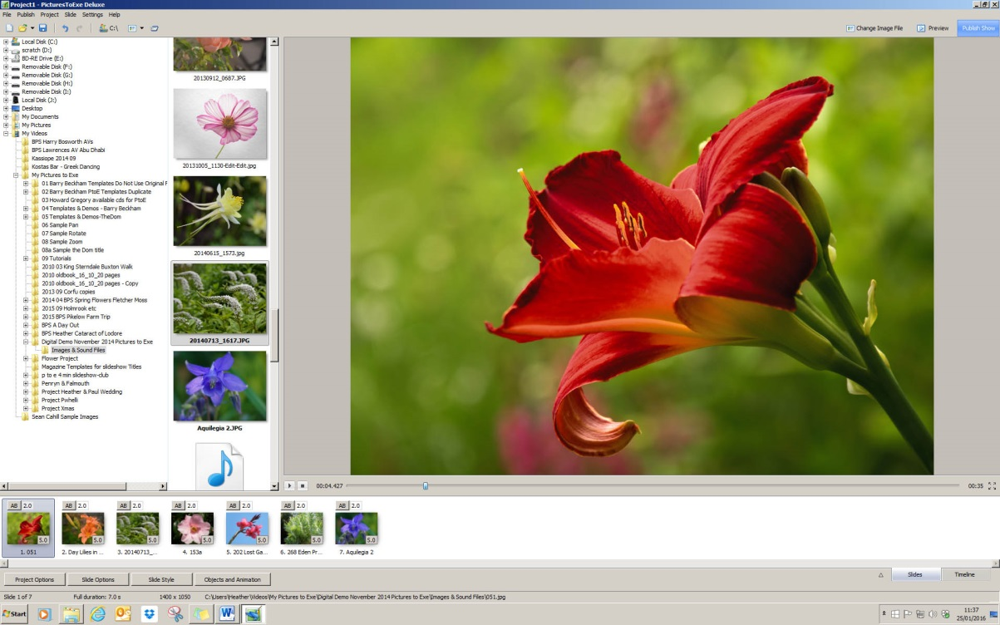 Project1 - PicturesToExe Deluxe
File Publish Project Slide Settings Help
C:\
Change Image File Preview Publish Show
Local Disk (C:)
scratch (D:)
BD-RE Drive (E:)
Removable Disk (F:)
Removable Disk (G:)
Removable Disk (H:)
Removable Disk (I:)
Local Disk (J:)
Desktop
My Documents
My Pictures
My Videos
BPS Harry Bosworth AVs
BPS Lawrences AV Abu Dhabi
Kassiope 2014 09
Kostas Bar - Greek Dancing
My Pictures to Exe
01 Barry Beckham Templates Do Not Use Original F
02 Barry Beckham PtoE Templates Duplicate
03 Howard Gregory available cds for PtoE
04 Templates & Demos - Barry Beckham
05 Templates & Demos-TheDom
06 Sample Pan
07 Sample Rotate
08 Sample Zoom
08a Sample the Dom title
09 Tutorials
2010 03 King Sterndale Buxton Walk
2010 oldbook_16_10_20 pages
2010 oldbook_16_10_20 pages - Copy
2013 09 Corfu copies
2014 04 BPS Spring Flowers Fletcher Moss
2015 09 Holmrook etc
2015 BPS Pikelow Farm Trip
BPS A Day Out
BPS Heather Cataract of Lodore
Digital Demo November 2014 Pictures to Exe
Images & Sound Files
Flower Project
Magazine Templates for slideshow Titles
p to e 4 min slideshow-club
Penryn & Falmouth
Project Heather & Paul Wedding
Project Pwhelli
Project Xmas
Sean Cahill Sample Images
20130912_0687.JPG
20131005_1130-Edit-Edit.jpg
20140615_1573.jpg
20140713_1617.JPG
Aquilegia 2.JPG
00:04.427 00:35
AB 2.0 AB 2.0 AB 2.0 AB 2.0 AB 2.0 AB 2.0 AB 2.0
5.0 5.0 5.0 5.0 5.0 5.0 5.0
1. 051 2. Day Lilies in ... 3. 20140713_... 4. 153a 5. 202 Lost Ga... 6. 268 Eden Pr... 7. Aquilegia 2
Project Options Slide Options Slide Style Objects and Animation Slides Timeline
Slide 1 of 7 Full duration: 7.0 s 1400 x 1050 C:\Users\Heather\Videos\My Pictures to Exe\Digital Demo November 2014 Pictures to Exe\Images & Sound Files\051.jpg
Start 11:37
25/01/2016